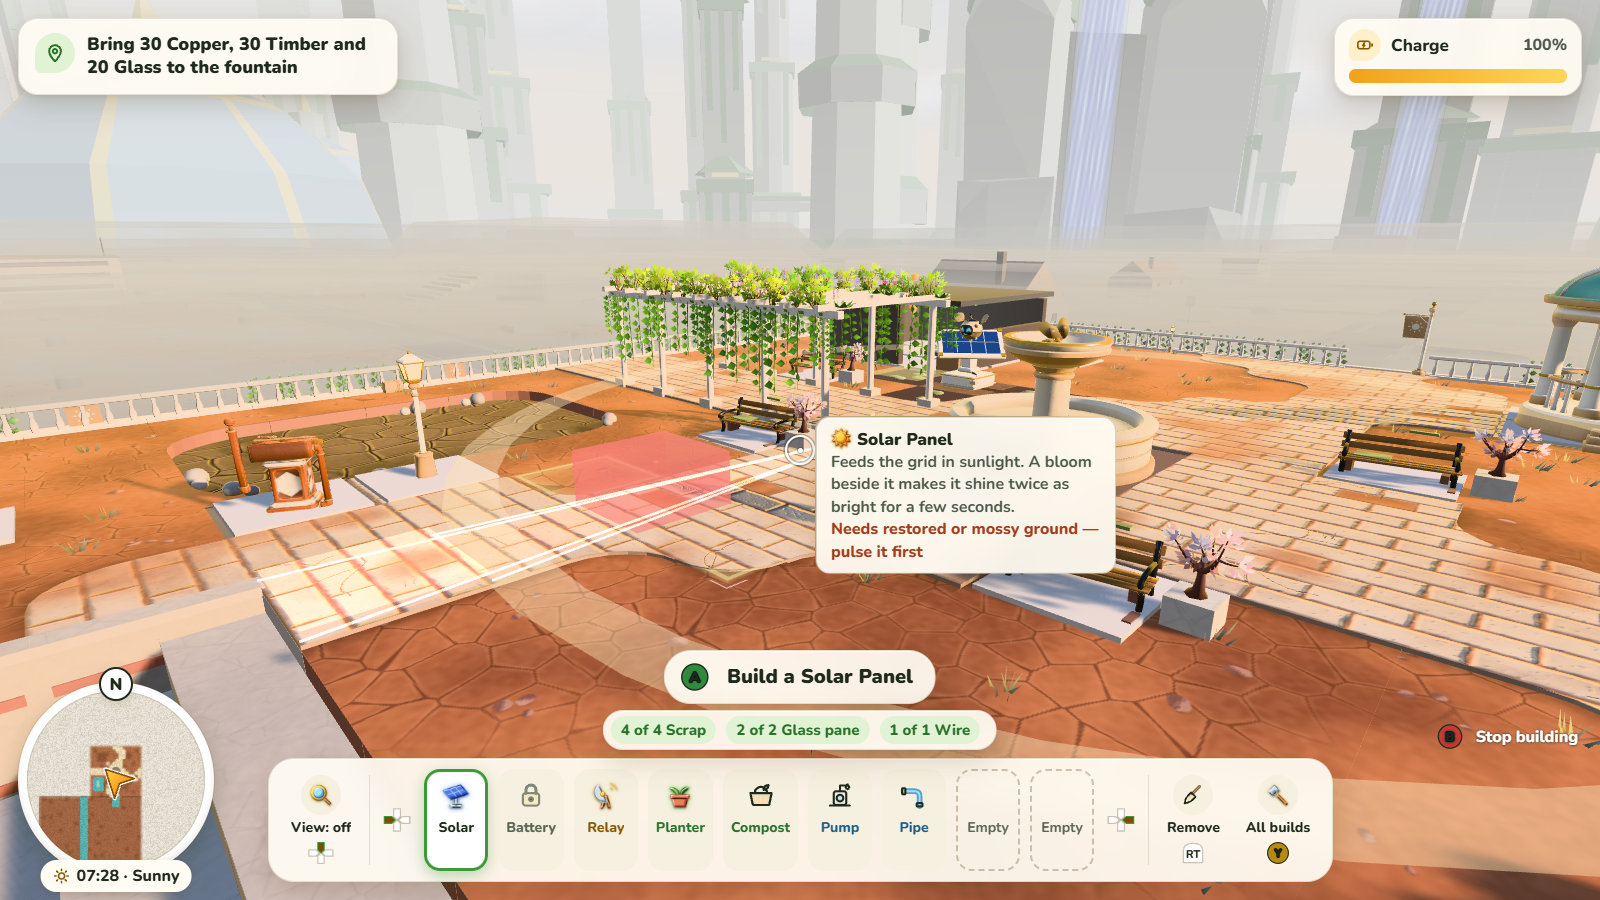 Bring 30 Copper, 30 Timber and
20 Glass to the fountain
Charge 100%
Solar Panel
Feeds the grid in sunlight. A bloom
beside it makes it shine twice as
bright for a few seconds.
Needs restored or mossy ground —
pulse it first
A Build a Solar Panel
4 of 4 Scrap 2 of 2 Glass pane 1 of 1 Wire
B Stop building
N
07:28 · Sunny
View: off
Solar
Battery
Relay
Planter
Compost
Pump
Pipe
Empty
Empty
Remove
RT
All builds
Y